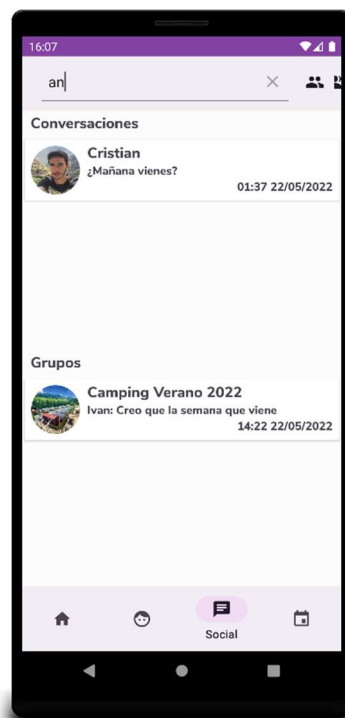 16:07
an
Conversaciones
Cristian
¿Mañana vienes?
01:37 22/05/2022
Grupos
Camping Verano 2022
Ivan: Creo que la semana que viene
14:22 22/05/2022
Social